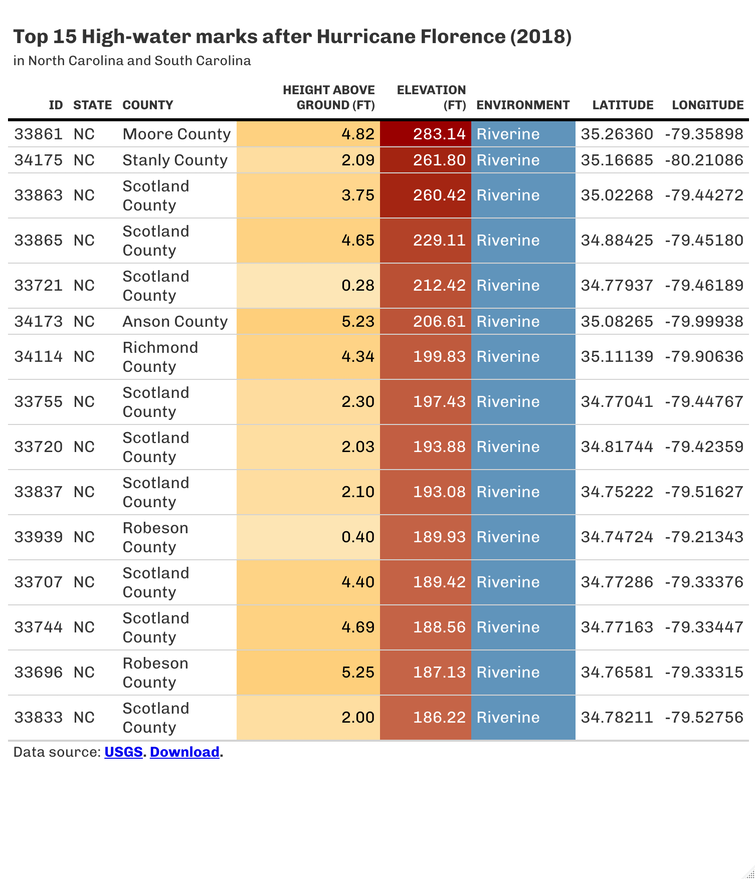 Top 15 High-water marks after Hurricane Florence (2018)
in North Carolina and South Carolina
HEIGHT ABOVE ELEVATION
ID STATE COUNTY GROUND (FT) (FT) ENVIRONMENT LATITUDE LONGITUDE
33861 NC Moore County 4.82 283.14 Riverine 35.26360 -79.35898
34175 NC Stanly County 2.09 261.80 Riverine 35.16685 -80.21086
Scotland
33863 NC 3.75 260.42 Riverine 35.02268 -79.44272
County
Scotland
33865 NC 4.65 229.11 Riverine 34.88425 -79.45180
County
Scotland
33721 NC 0.28 212.42 Riverine 34.77937 -79.46189
County
34173 NC Anson County 5.23 206.61 Riverine 35.08265 -79.99938
Richmond
34114 NC 4.34 199.83 Riverine 35.11139 -79.90636
County
Scotland
33755 NC 2.30 197.43 Riverine 34.77041 -79.44767
County
Scotland
33720 NC 2.03 193.88 Riverine 34.81744 -79.42359
County
Scotland
33837 NC 2.10 193.08 Riverine 34.75222 -79.51627
County
Robeson
33939 NC 0.40 189.93 Riverine 34.74724 -79.21343
County
Scotland
33707 NC 4.40 189.42 Riverine 34.77286 -79.33376
County
Scotland
33744 NC 4.69 188.56 Riverine 34.77163 -79.33447
County
Robeson
33696 NC 5.25 187.13 Riverine 34.76581 -79.33315
County
Scotland
33833 NC 2.00 186.22 Riverine 34.78211 -79.52756
County
Data source: USGS. Download.